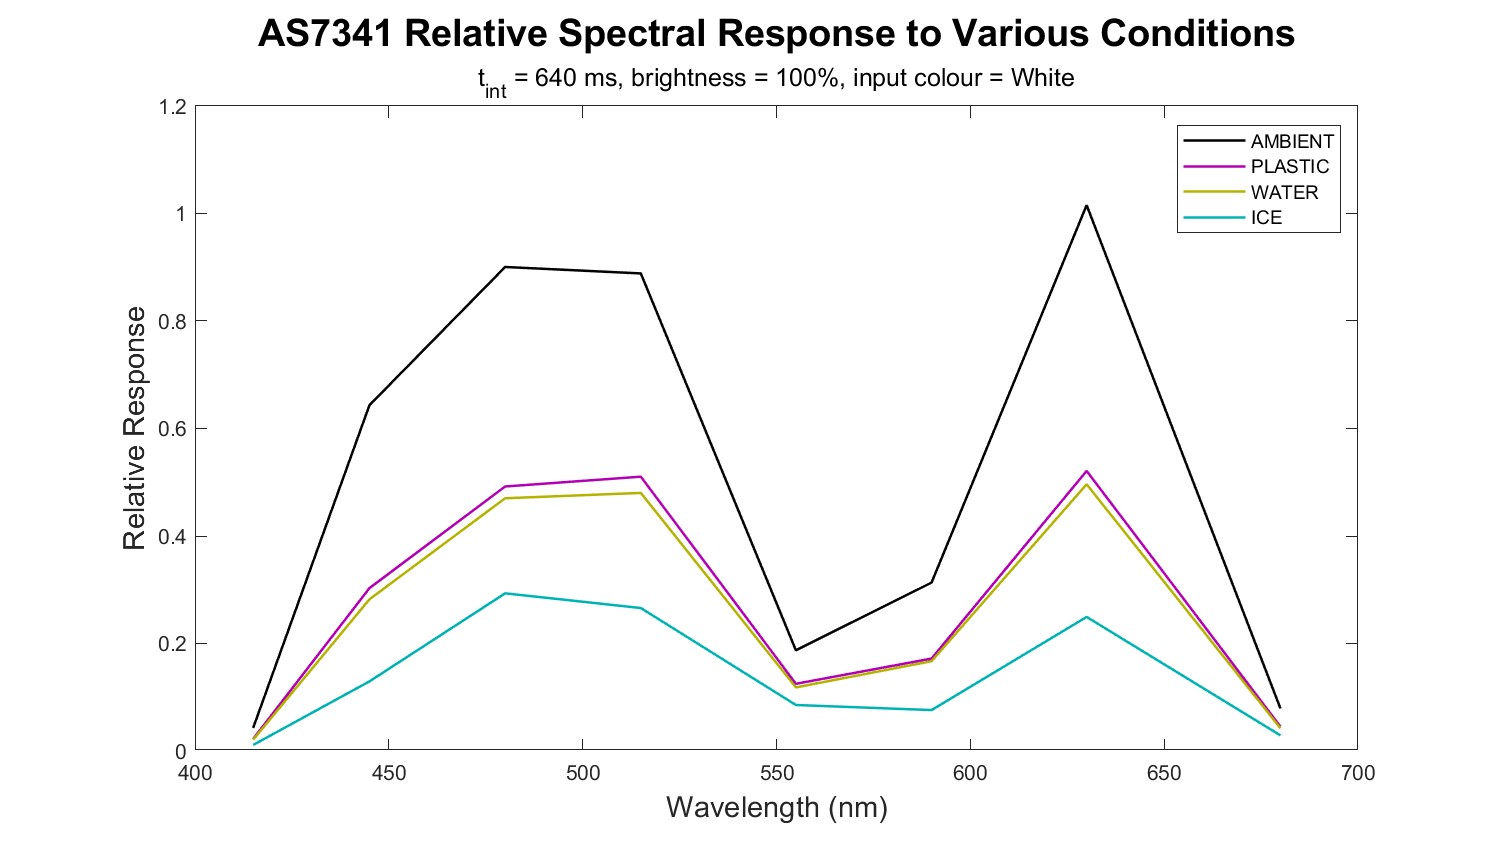 AS7341 Relative Spectral Response to Various Conditions
tint = 640 ms, brightness = 100%, input colour = White
1.2
1
0.8
0.6
0.4
0.2
0
Relative Response
AMBIENT
PLASTIC
WATER
ICE
400 450 500 550 600 650 700
Wavelength (nm)